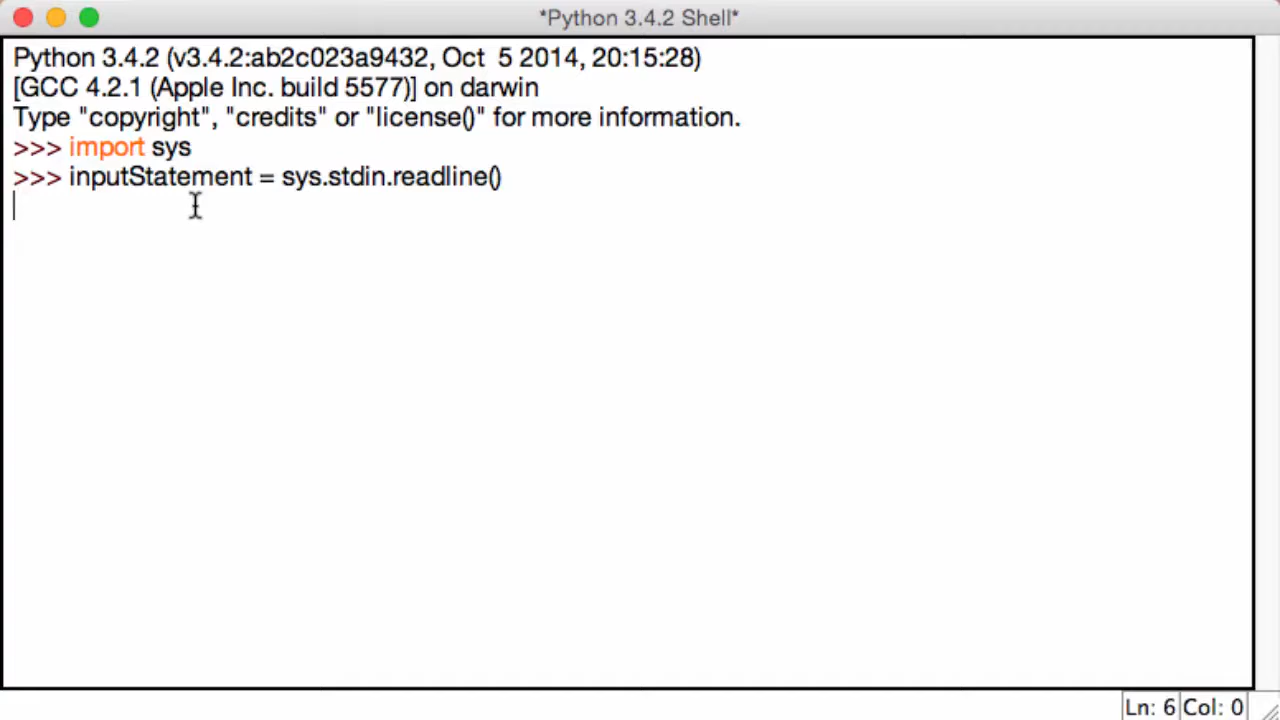 *Python 3.4.2 Shell*
Python 3.4.2 (v3.4.2:ab2c023a9432, Oct  5 2014, 20:15:28)
[GCC 4.2.1 (Apple Inc. build 5577)] on darwin
Type "copyright", "credits" or "license()" for more information.
>>> import sys
>>> inputStatement = sys.stdin.readline()
Ln: 6 Col: 0